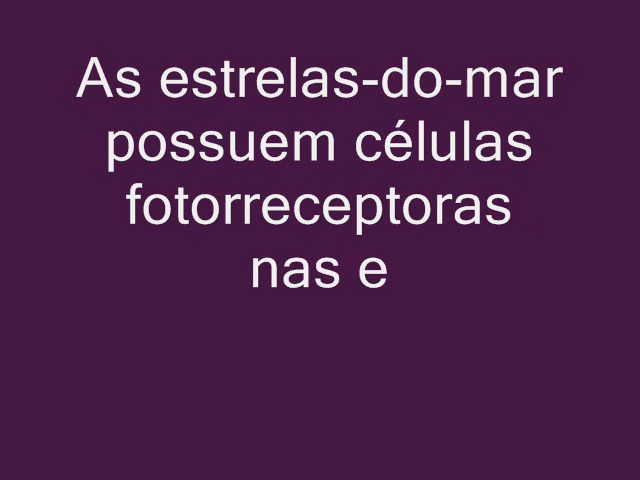 As estrelas-do-mar
possuem células
fotorreceptoras
nas e